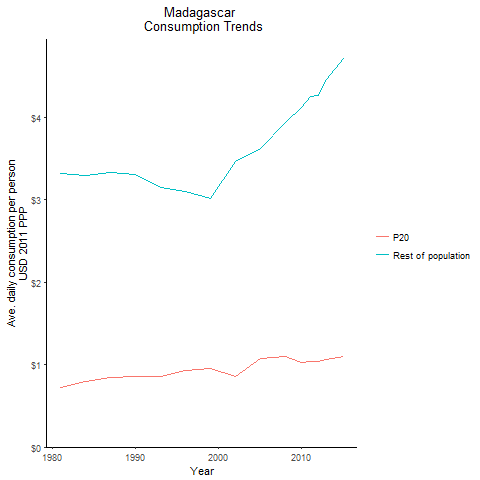 Madagascar
Consumption Trends
Ave. daily consumption per person
USD 2011 PPP
$4
$3
$2
$1
$0
1980
1990
2000
2010
Year
P20
Rest of population